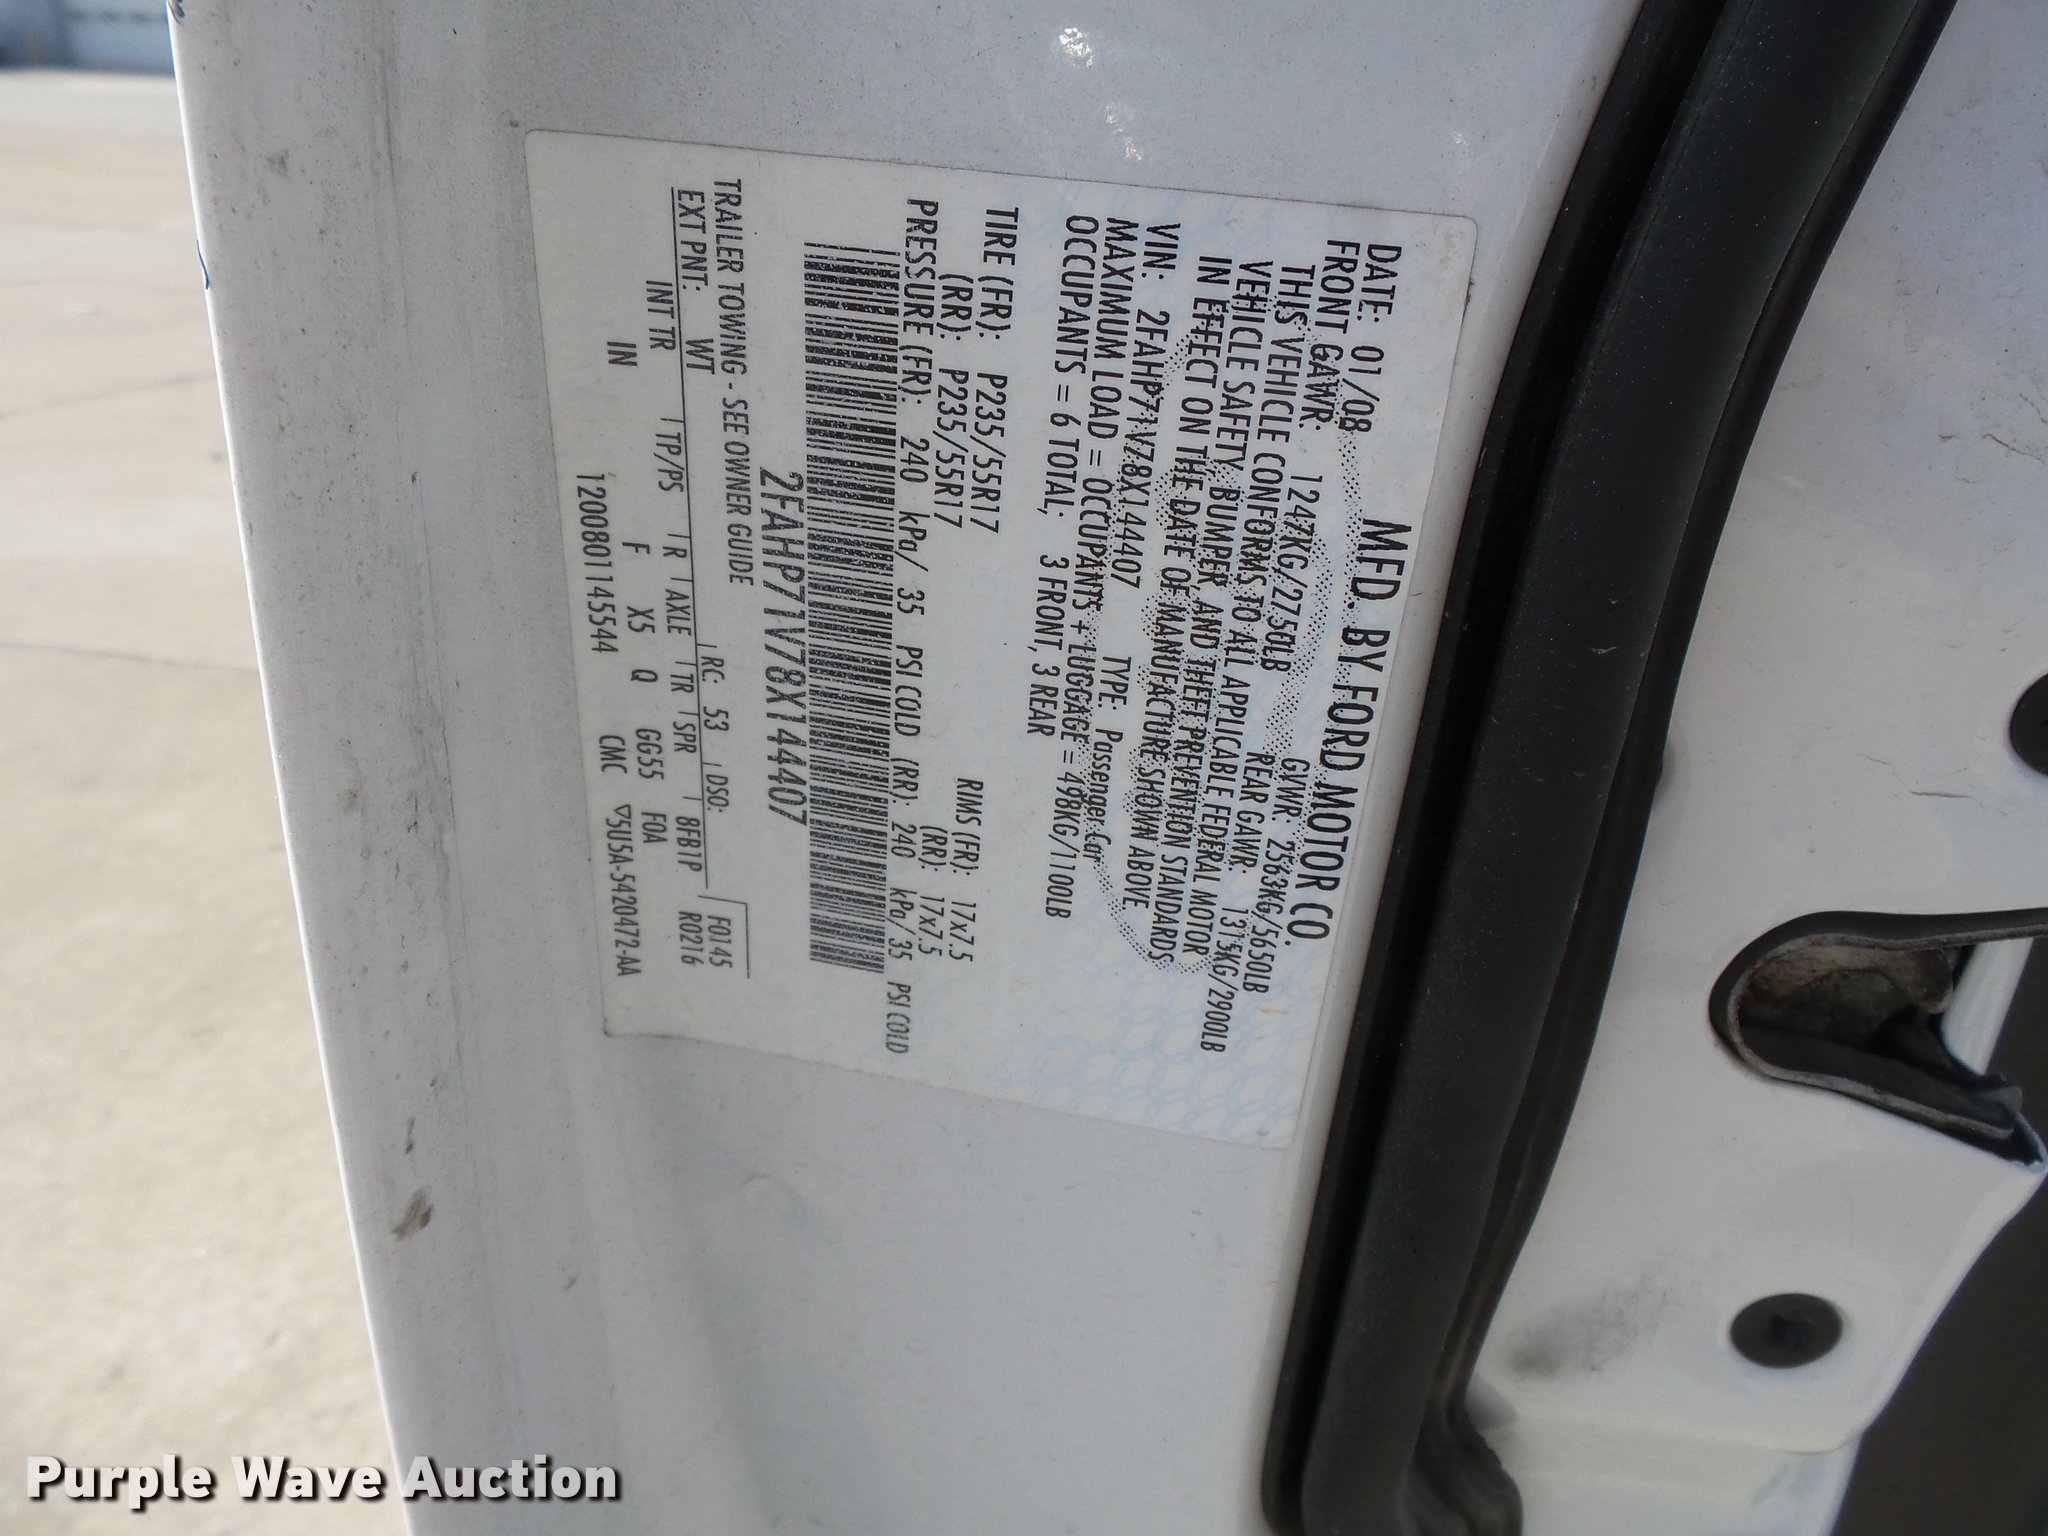 MFD. BY FORD MOTOR CO.
DATE: 01/08 GVWR: 2563KG/5650LB
FRONT GAWR: 1247KG/2750LB REAR GAWR: 1315KG/2900LB
THIS VEHICLE CONFORMS TO ALL APPLICABLE FEDERAL MOTOR
VEHICLE SAFETY, BUMPER, AND THEFT PREVENTION STANDARDS
IN EFFECT ON THE DATE OF MANUFACTURE SHOWN ABOVE.
VIN: 2FAHP71V78X144407 TYPE: Passenger Car
MAXIMUM LOAD = OCCUPANTS + LUGGAGE = 498KG/1100LB
OCCUPANTS = 6 TOTAL, 3 FRONT, 3 REAR
TIRE (FR): P235/55R17 RIMS (FR): 17x7.5
(RR): P235/55R17 (RR): 17x7.5
PRESSURE (FR): 240 kPa/ 35 PSI COLD (RR): 240 kPa/ 35 PSI COLD
2FAHP71V78X144407
TRAILER TOWING - SEE OWNER GUIDE
F0145
EXT PNT: WT RC: 53 DSO: R0216
INT TR TP/PS R AXLE TR SPR 8FB1P
IN F X5 Q GG55 F0A
1200801145544 CMC ▽5U5A-5420472-AA
Purple Wave Auction